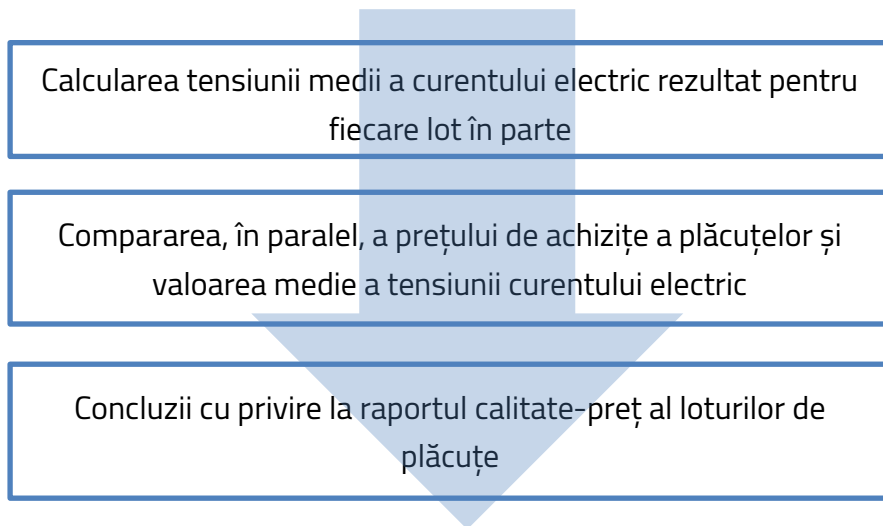 Calcularea tensiunii medii a curentului electric rezultat pentru
fiecare lot în parte
Compararea, în paralel, a prețului de achizițe a plăcuțelor și
valoarea medie a tensiunii curentului electric
Concluzii cu privire la raportul calitate-preț al loturilor de
plăcuțe